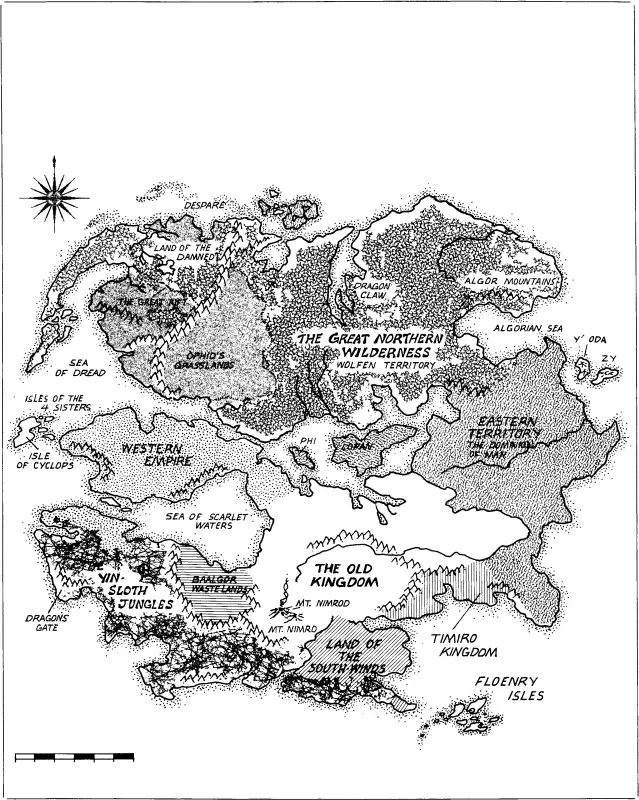 DESPARE
LAND OF THE
DAMNED
THE GREAT RIFT
DRAGON
CLAW
ALGOR MOUNTAINS
ALGORIAN SEA
Y' ODA
ZY
THE GREAT NORTHERN
WILDERNESS
WOLFEN TERRITORY
OPHID'S
GRASSLANDS
SEA
OF DREAD
ISLES OF THE
4 SISTERS
ISLE
OF CYCLOPS
WESTERN
EMPIRE
PHI
LOPAN
EASTERN
TERRITORY
THE DOMINION
OF MAN
SEA OF SCARLET
WATERS
YIN-
SLOTH
JUNGLES
BAALGOR
WASTELANDS
THE OLD
KINGDOM
MT. NIMROD
MT. NIMRO
DRAGONS
GATE
LAND OF
THE
SOUTH WINDS
TIMIRO
KINGDOM
FLOENRY
ISLES